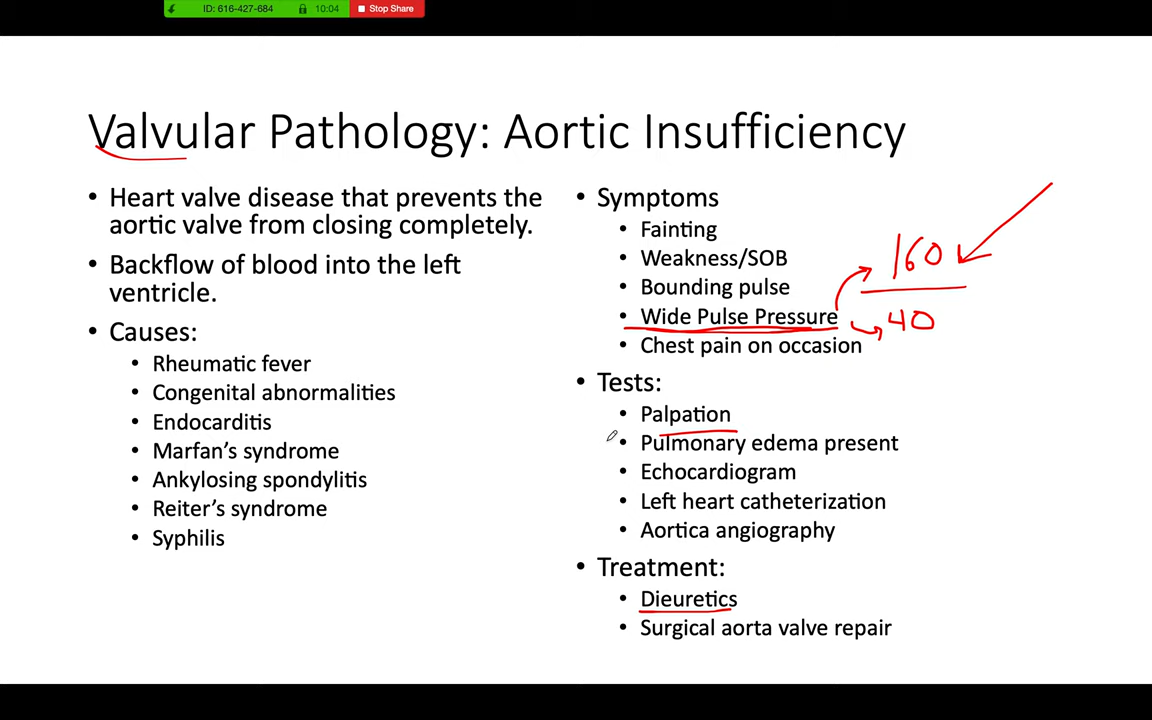 ID: 616-427-684 10:04 Stop Share
Valvular Pathology: Aortic Insufficiency
• Heart valve disease that prevents the
aortic valve from closing completely.
• Backflow of blood into the left
ventricle.
• Causes:
• Rheumatic fever
• Congenital abnormalities
• Endocarditis
• Marfan's syndrome
• Ankylosing spondylitis
• Reiter's syndrome
• Syphilis
• Symptoms
• Fainting
• Weakness/SOB
• Bounding pulse
• Wide Pulse Pressure
• Chest pain on occasion
160
40
• Tests:
• Palpation
• Pulmonary edema present
• Echocardiogram
• Left heart catheterization
• Aortica angiography
• Treatment:
• Dieuretics
• Surgical aorta valve repair